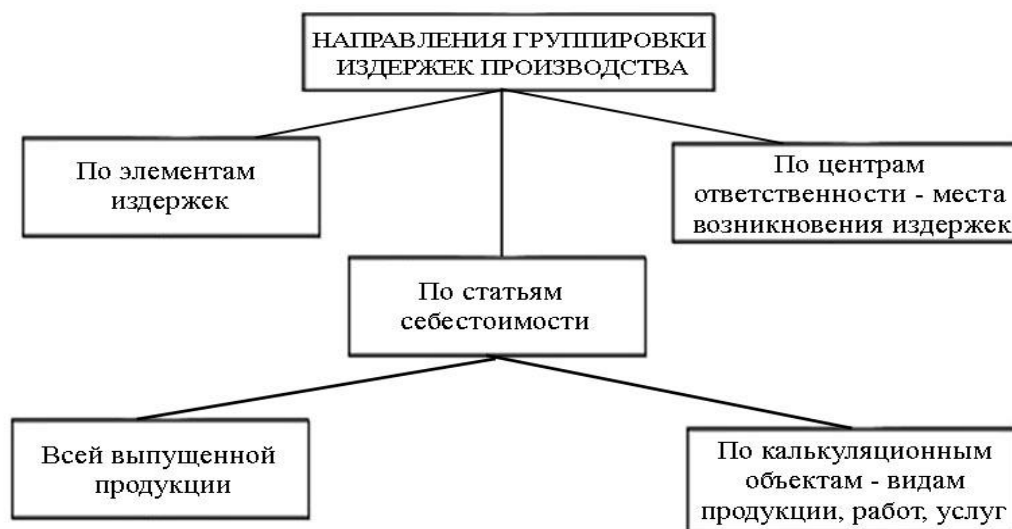 НАПРАВЛЕНИЯ ГРУППИРОВКИ
ИЗДЕРЖЕК ПРОИЗВОДСТВА
По элементам
издержек
По центрам
ответственности - места
возникновения издержек
По статьям
себестоимости
Всей выпущенной
продукции
По калькуляционным
объектам - видам
продукции, работ, услуг